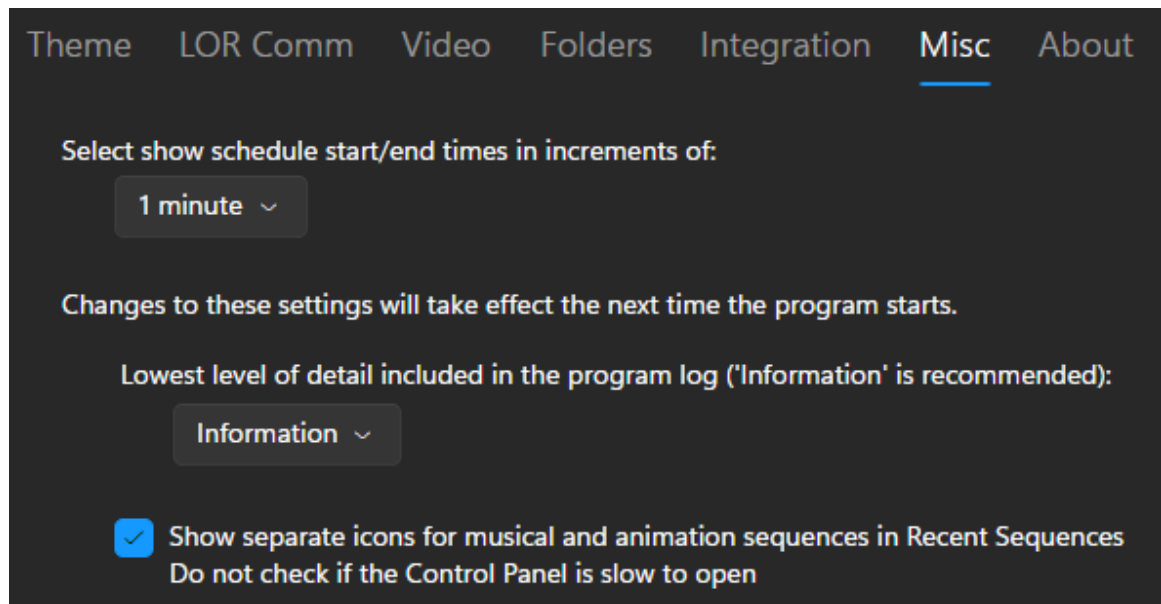 Theme LOR Comm Video Folders Integration Misc About
Select show schedule start/end times in increments of:
1 minute
Changes to these settings will take effect the next time the program starts.
Lowest level of detail included in the program log ('Information' is recommended):
Information
Show separate icons for musical and animation sequences in Recent Sequences
Do not check if the Control Panel is slow to open